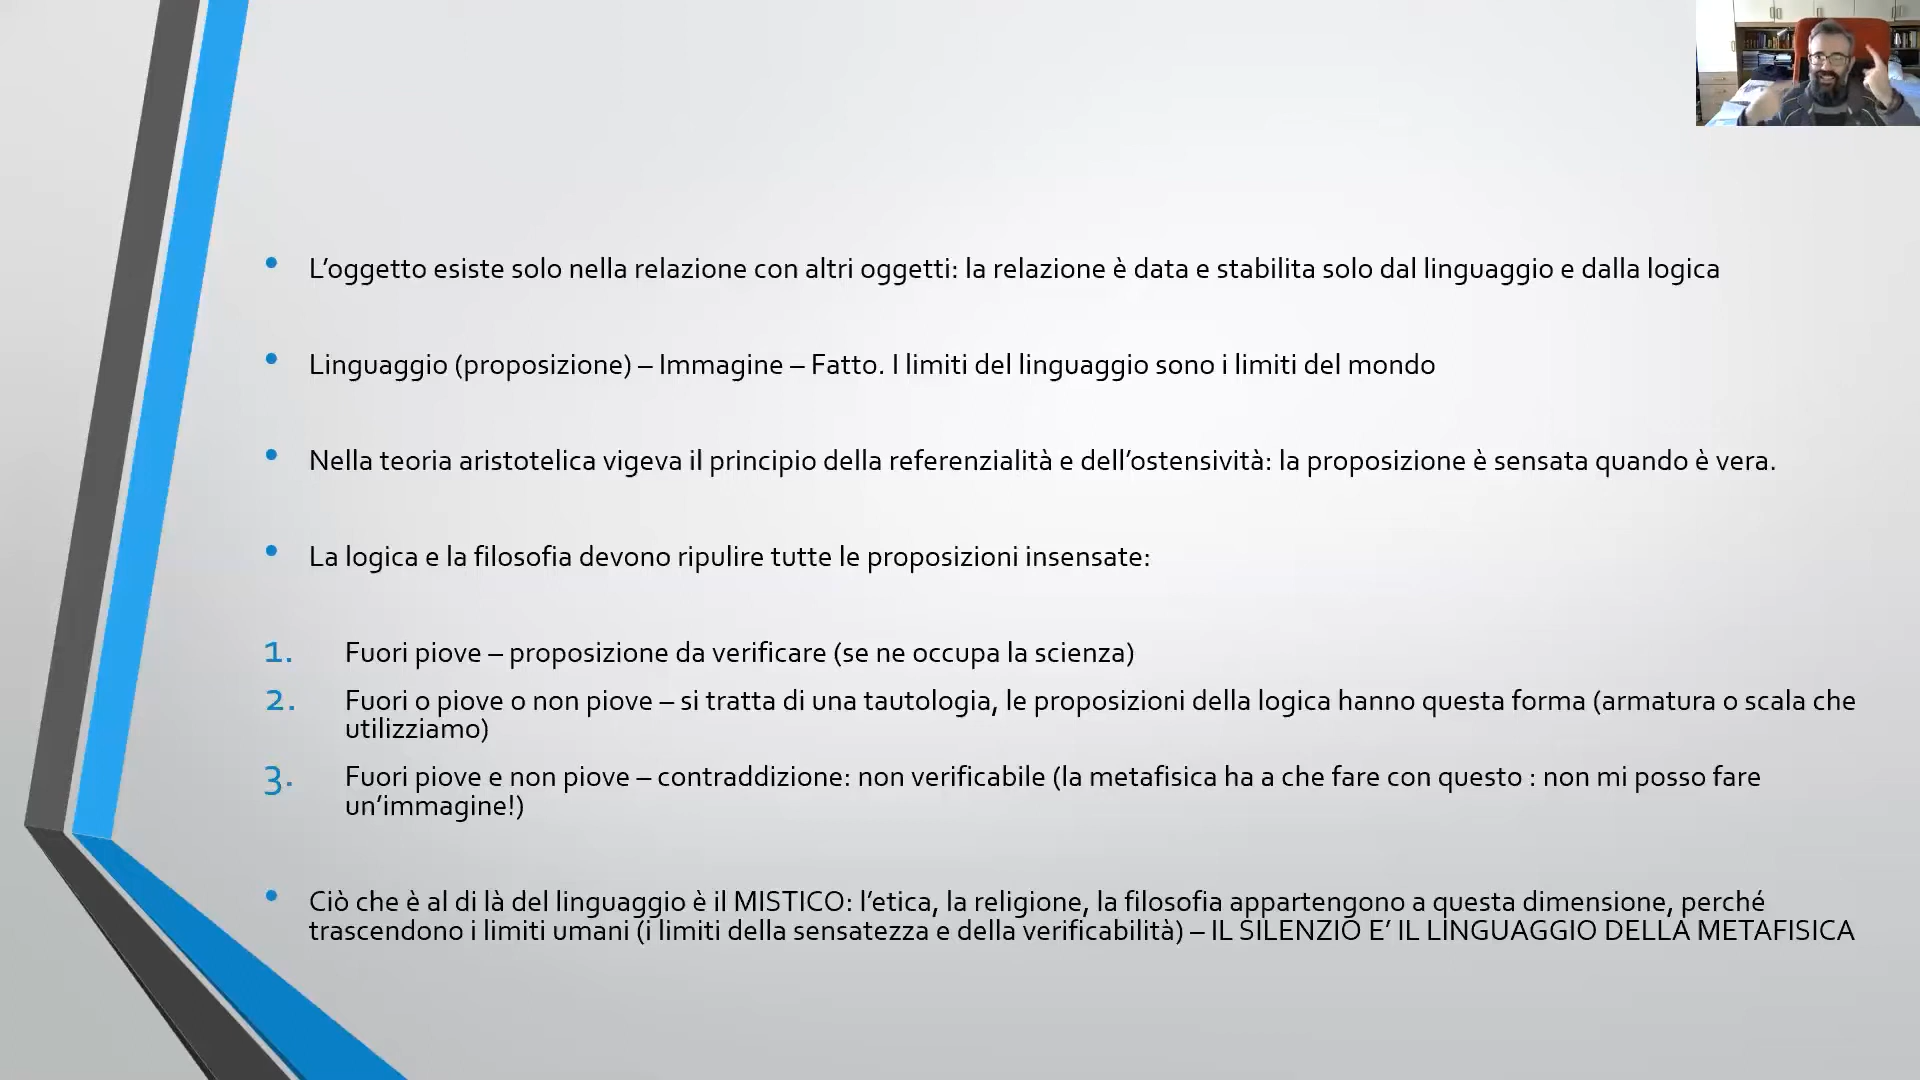 • L’oggetto esiste solo nella relazione con altri oggetti: la relazione è data e stabilita solo dal linguaggio e dalla logica
• Linguaggio (proposizione) – Immagine – Fatto. I limiti del linguaggio sono i limiti del mondo
• Nella teoria aristotelica vigeva il principio della referenzialità e dell’ostensività: la proposizione è sensata quando è vera.
• La logica e la filosofia devono ripulire tutte le proposizioni insensate:
1. Fuori piove – proposizione da verificare (se ne occupa la scienza)
2. Fuori o piove o non piove – si tratta di una tautologia, le proposizioni della logica hanno questa forma (armatura o scala che
utilizziamo)
3. Fuori piove e non piove – contraddizione: non verificabile (la metafisica ha a che fare con questo : non mi posso fare
un’immagine!)
• Ciò che è al di là del linguaggio è il MISTICO: l’etica, la religione, la filosofia appartengono a questa dimensione, perché
trascendono i limiti umani (i limiti della sensatezza e della verificabilità) – IL SILENZIO E’ IL LINGUAGGIO DELLA METAFISICA